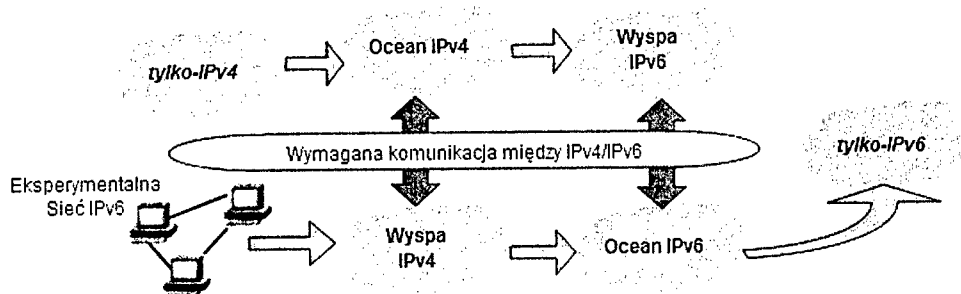 tylko-IPv4
Ocean IPv4
Wyspa
IPv6
Wymagana komunikacja między IPv4/IPv6
tylko-IPv6
Eksperymentalna
Sieć IPv6
Wyspa
IPv4
Ocean IPv6